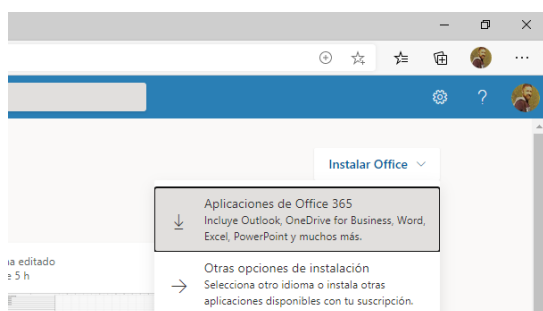 ?
Instalar Office
Aplicaciones de Office 365
Incluye Outlook, OneDrive for Business, Word,
Excel, PowerPoint y muchos más.
editado
e 5 h
Otras opciones de instalación
Selecciona otro idioma o instala otras
aplicaciones disponibles con tu suscripción.